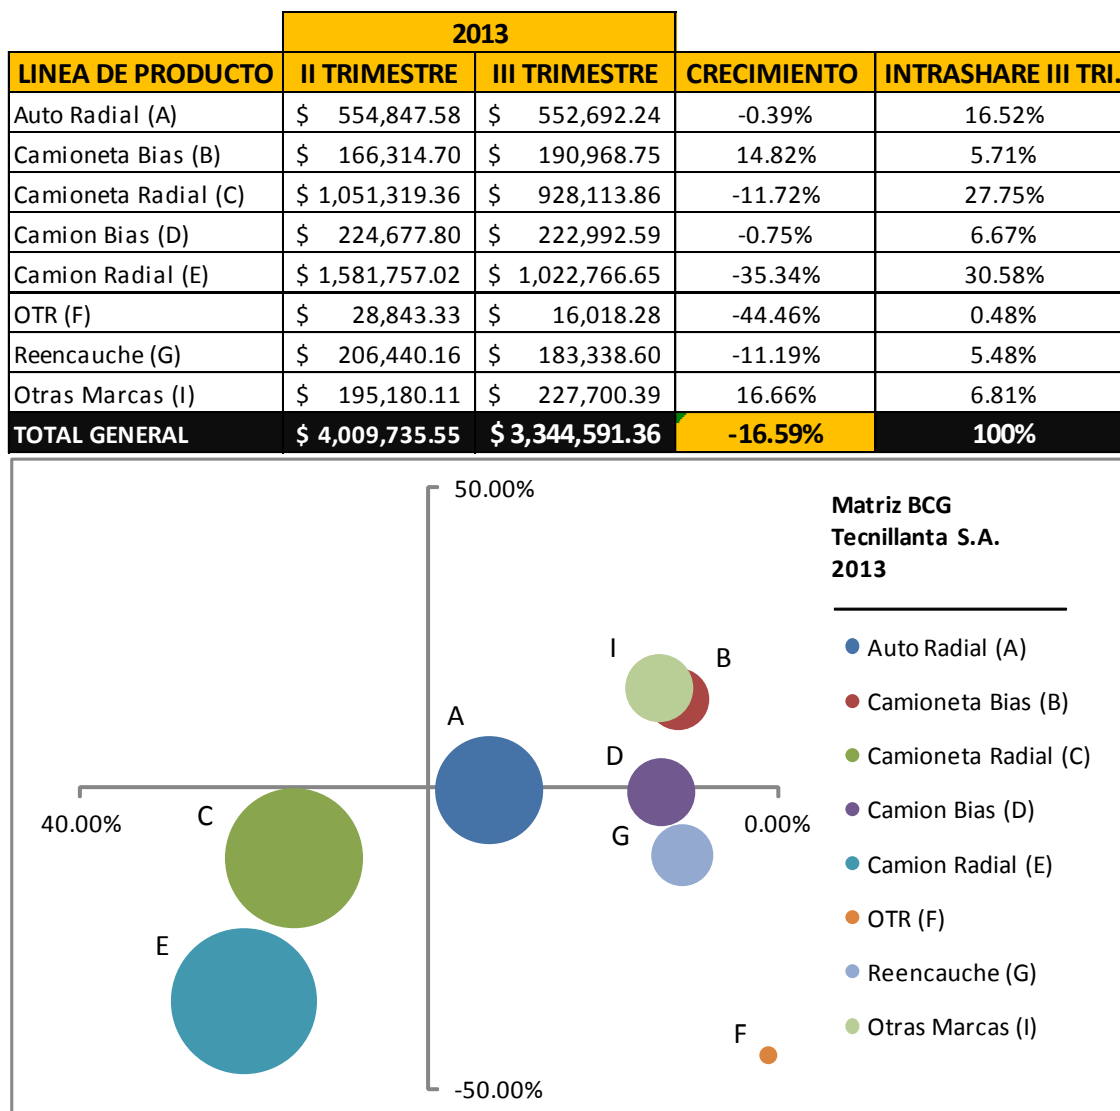 2013
LINEA DE PRODUCTO II TRIMESTRE III TRIMESTRE CRECIMIENTO INTRASHARE III TRI.
Auto Radial (A) $ 554,847.58 $ 552,692.24 -0.39% 16.52%
Camioneta Bias (B) $ 166,314.70 $ 190,968.75 14.82% 5.71%
Camioneta Radial (C) $ 1,051,319.36 $ 928,113.86 -11.72% 27.75%
Camion Bias (D) $ 224,677.80 $ 222,992.59 -0.75% 6.67%
Camion Radial (E) $ 1,581,757.02 $ 1,022,766.65 -35.34% 30.58%
OTR (F) $ 28,843.33 $ 16,018.28 -44.46% 0.48%
Reencauche (G) $ 206,440.16 $ 183,338.60 -11.19% 5.48%
Otras Marcas (I) $ 195,180.11 $ 227,700.39 16.66% 6.81%
TOTAL GENERAL $ 4,009,735.55 $ 3,344,591.36 -16.59% 100%
50.00%
Matriz BCG
Tecnillanta S.A.
2013
I
B
A
D
C
G
E
F
40.00%
0.00%
-50.00%
Auto Radial (A)
Camioneta Bias (B)
Camioneta Radial (C)
Camion Bias (D)
Camion Radial (E)
OTR (F)
Reencauche (G)
Otras Marcas (I)